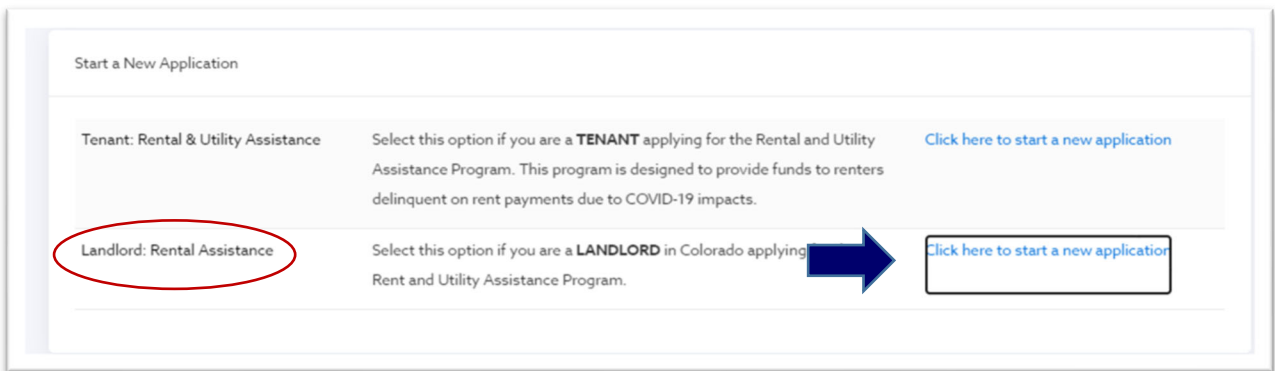 Start a New Application
Tenant: Rental & Utility Assistance
Select this option if you are a TENANT applying for the Rental and Utility
Assistance Program. This program is designed to provide funds to renters
delinquent on rent payments due to COVID-19 impacts.
Click here to start a new application
Landlord: Rental Assistance
Select this option if you are a LANDLORD in Colorado applying
Rent and Utility Assistance Program.
Click here to start a new application